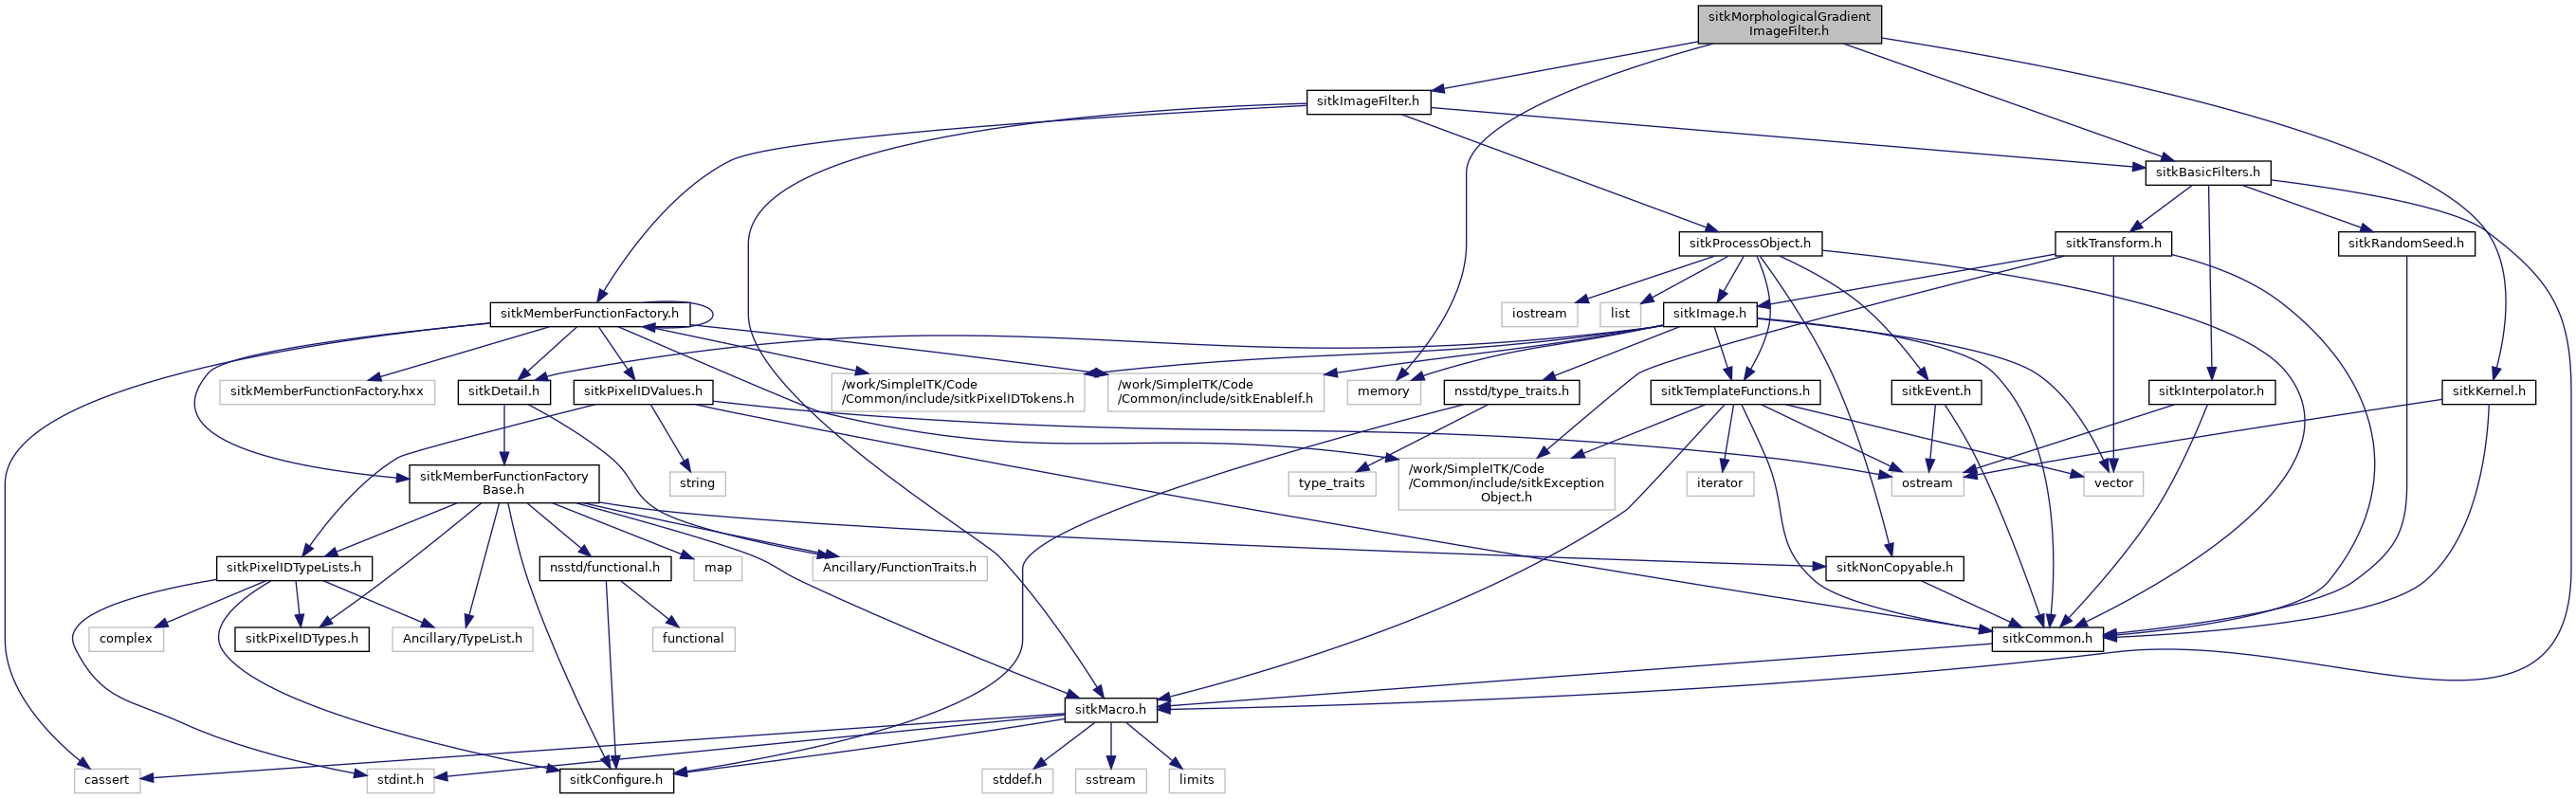 sitkMorphologicalGradient
ImageFilter.h
sitkImageFilter.h
sitkBasicFilters.h
sitkProcessObject.h
sitkTransform.h
sitkRandomSeed.h
sitkMemberFunctionFactory.h
iostream
list
sitkImage.h
sitkMemberFunctionFactory.hxx
sitkDetail.h
sitkPixelIDValues.h
/work/SimpleITK/Code
/Common/include/sitkPixelIDTokens.h
/work/SimpleITK/Code
/Common/include/sitkEnableIf.h
memory
nsstd/type_traits.h
sitkTemplateFunctions.h
sitkEvent.h
sitkInterpolator.h
sitkKernel.h
sitkMemberFunctionFactory
Base.h
string
type_traits
/work/SimpleITK/Code
/Common/include/sitkException
Object.h
iterator
ostream
vector
sitkPixelIDTypeLists.h
nsstd/functional.h
map
Ancillary/FunctionTraits.h
sitkNonCopyable.h
complex
sitkPixelIDTypes.h
Ancillary/TypeList.h
functional
sitkCommon.h
sitkMacro.h
cassert
stdint.h
sitkConfigure.h
stddef.h
sstream
limits